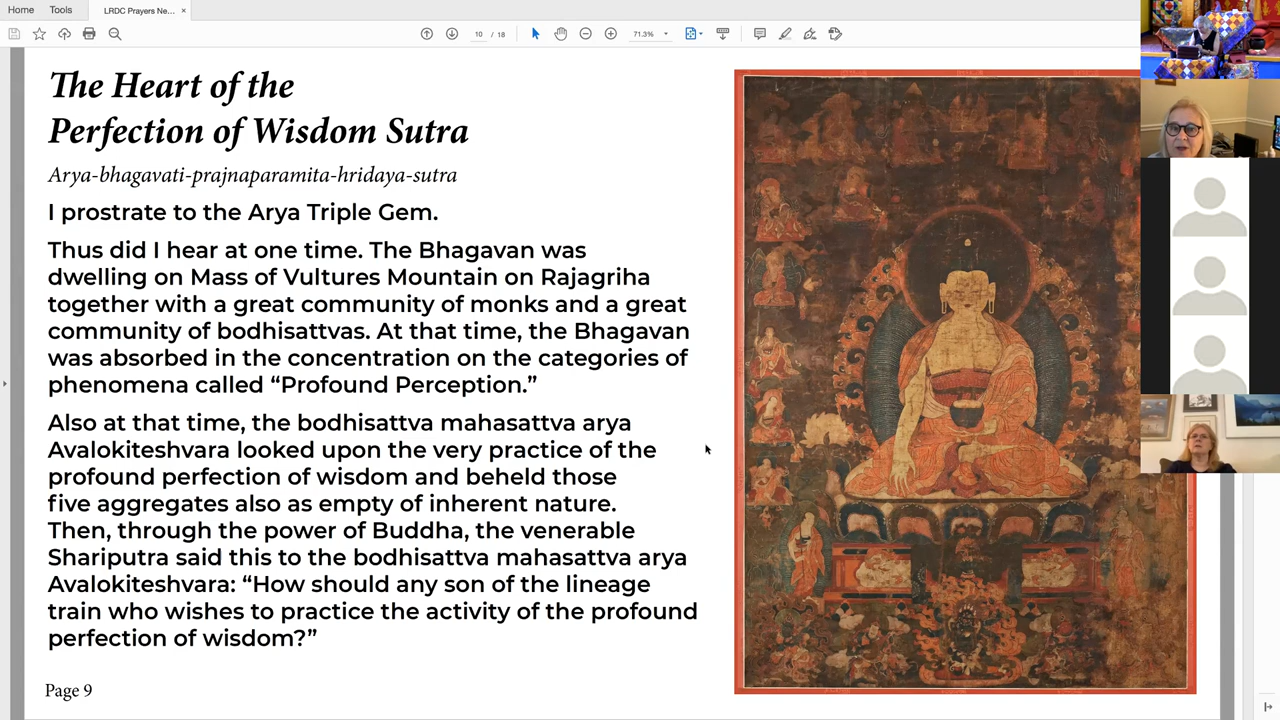 Home Tools LRDC Prayers Ne... ×
10 / 18 71.3%
The Heart of the
Perfection of Wisdom Sutra
Arya-bhagavati-prajnaparamita-hridaya-sutra
I prostrate to the Arya Triple Gem.
Thus did I hear at one time. The Bhagavan was
dwelling on Mass of Vultures Mountain on Rajagriha
together with a great community of monks and a great
community of bodhisattvas. At that time, the Bhagavan
was absorbed in the concentration on the categories of
phenomena called “Profound Perception.”
Also at that time, the bodhisattva mahasattva arya
Avalokiteshvara looked upon the very practice of the
profound perfection of wisdom and beheld those
five aggregates also as empty of inherent nature.
Then, through the power of Buddha, the venerable
Shariputra said this to the bodhisattva mahasattva arya
Avalokiteshvara: “How should any son of the lineage
train who wishes to practice the activity of the profound
perfection of wisdom?”
Page 9